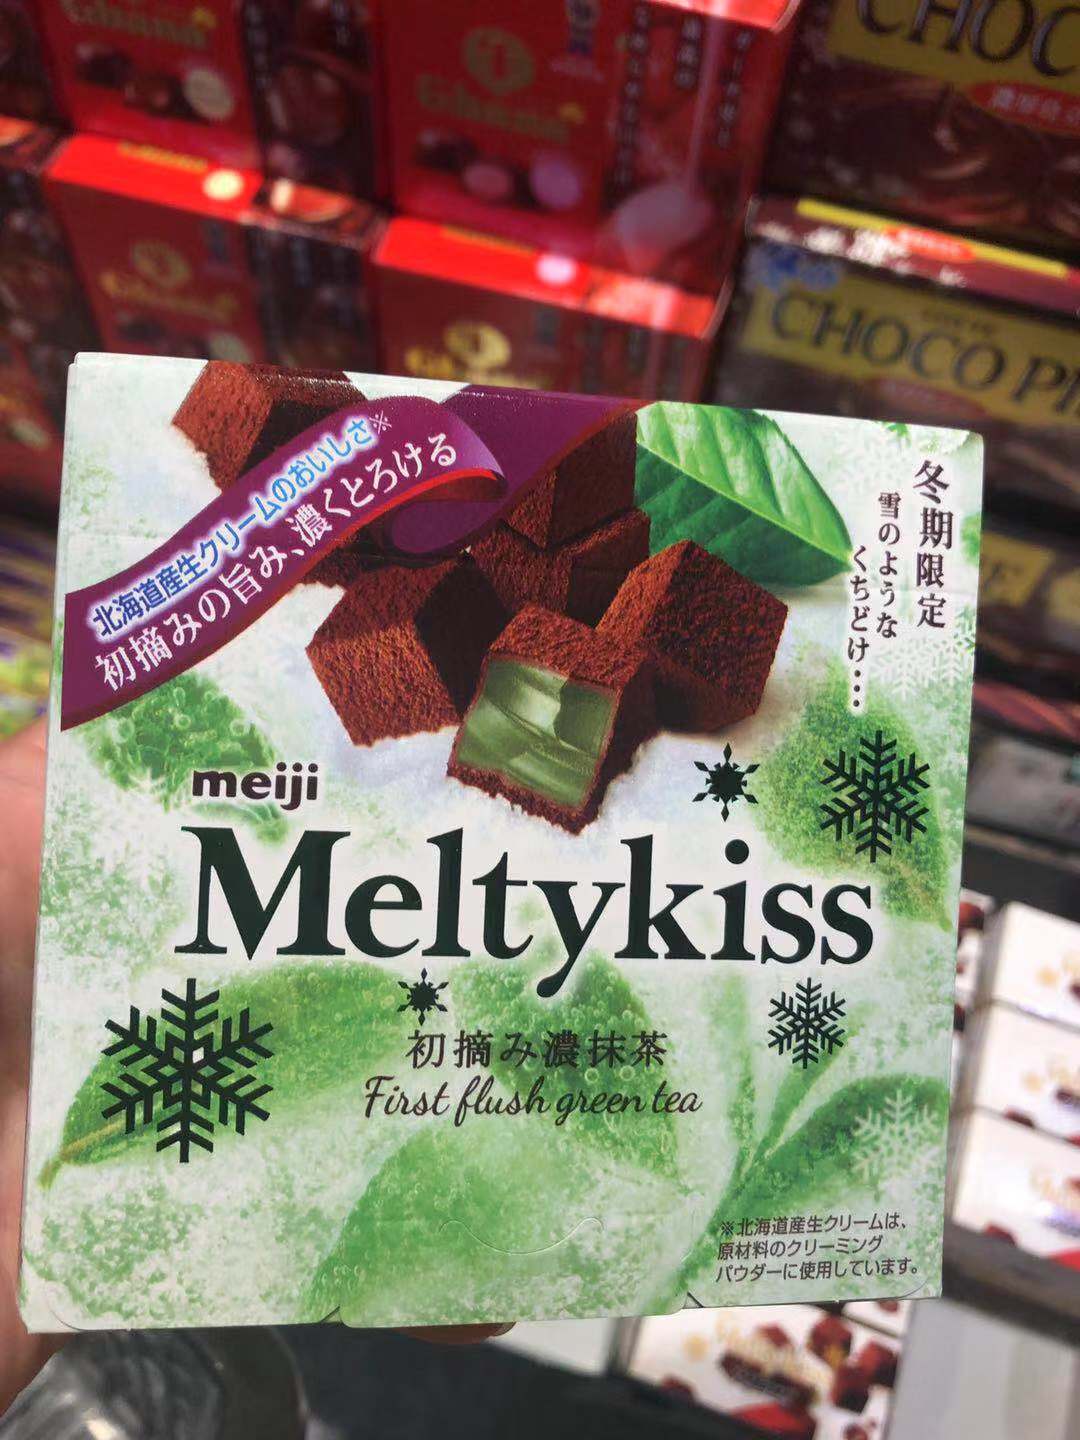 Ghana
Ghana
CHOC
Ghana
CHOCO PI
北海道産生クリームのおいしさ※
初摘みの旨み、濃くとろける
冬期限定
雪のような
くちどけ…
meiji
Meltykiss
初摘み濃抹茶
First flush green tea
※北海道産生クリームは、
原材料のクリーミング
パウダーに使用しています。